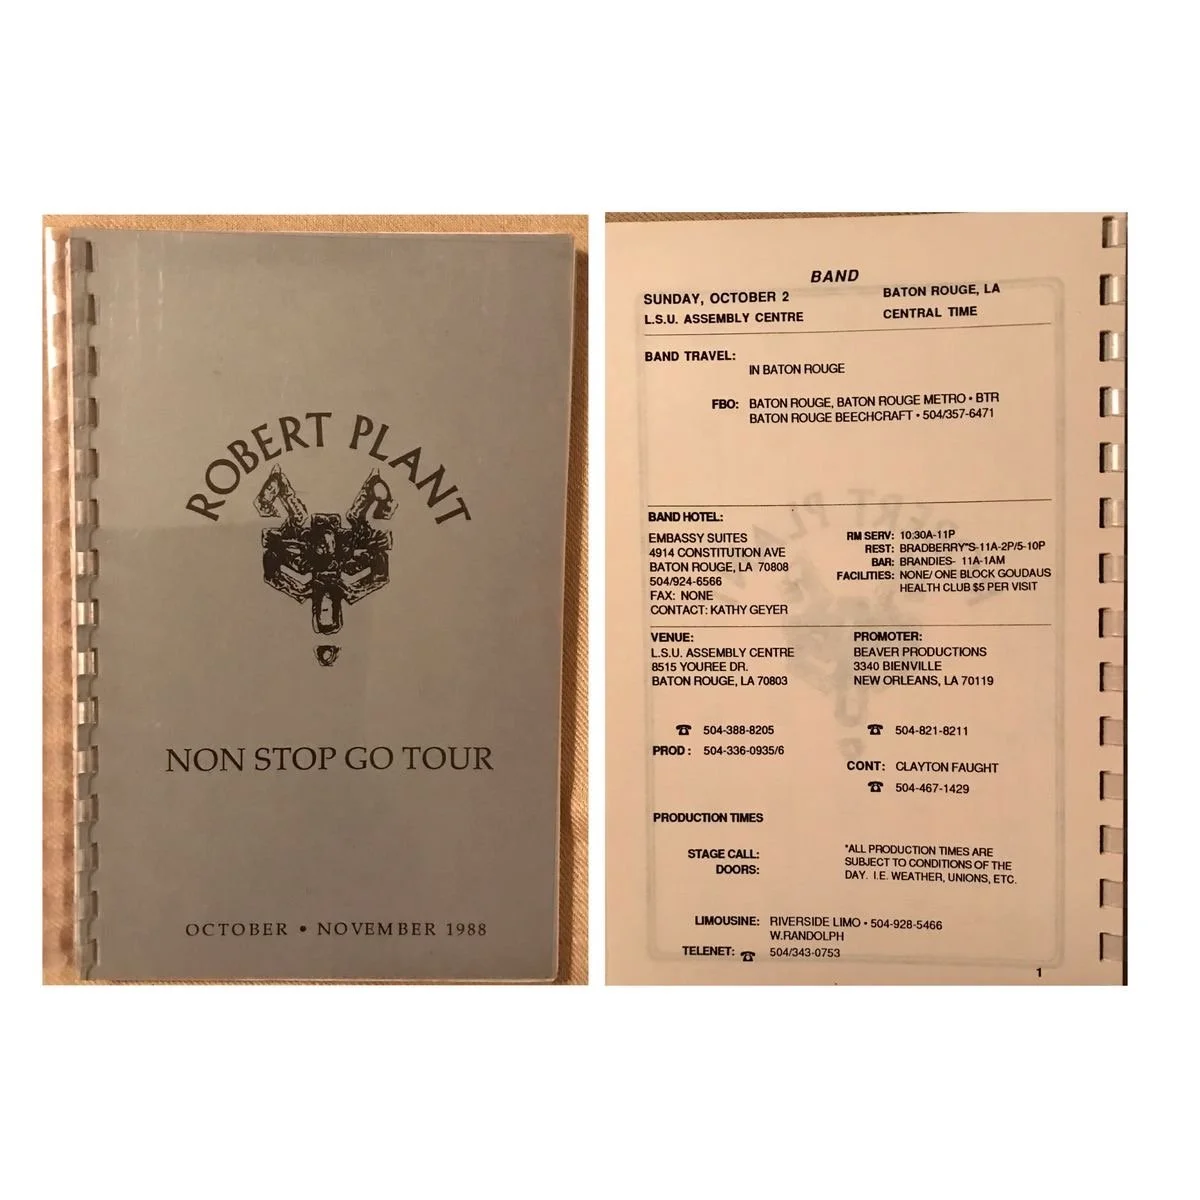 ROBERT PLANT
NON STOP GO TOUR
OCTOBER • NOVEMBER 1988
BAND
SUNDAY, OCTOBER 2 BATON ROUGE, LA
L.S.U. ASSEMBLY CENTRE CENTRAL TIME
BAND TRAVEL:
IN BATON ROUGE
FBO: BATON ROUGE, BATON ROUGE METRO • BTR
BATON ROUGE BEECHCRAFT • 504/357-6471
BAND HOTEL:
EMBASSY SUITES
4914 CONSTITUTION AVE
BATON ROUGE, LA 70808
504/924-6566
FAX: NONE
CONTACT: KATHY GEYER
RM SERV: 10:30A-11P
REST: BRADBERRY"S-11A-2P/5-10P
BAR: BRANDIES- 11A-1AM
FACILITIES: NONE/ ONE BLOCK GOUDAUS
HEALTH CLUB $5 PER VISIT
VENUE:
L.S.U. ASSEMBLY CENTRE
8515 YOUREE DR.
BATON ROUGE, LA 70803
☎ 504-388-8205
PROD: 504-336-0935/6
PROMOTER:
BEAVER PRODUCTIONS
3340 BIENVILLE
NEW ORLEANS, LA 70119
☎ 504-821-8211
CONT: CLAYTON FAUGHT
☎ 504-467-1429
PRODUCTION TIMES
STAGE CALL:
DOORS:
*ALL PRODUCTION TIMES ARE
SUBJECT TO CONDITIONS OF THE
DAY. I.E. WEATHER, UNIONS, ETC.
LIMOUSINE: RIVERSIDE LIMO • 504-928-5466
W.RANDOLPH
TELENET: ☎ 504/343-0753
1